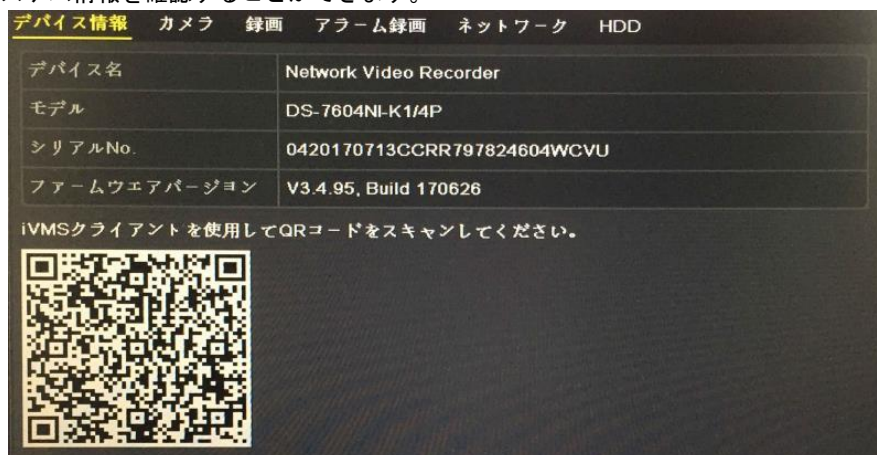 デバイス情報 カメラ 録画 アラーム録画 ネットワーク HDD
デバイス名 Network Video Recorder
モデル DS-7604NI-K1/4P
シリアルNo. 0420170713CCRR797824604WCVU
ファームウエアバージョン V3.4.95, Build 170626
iVMSクライアントを使用してQRコードをスキャンしてください。